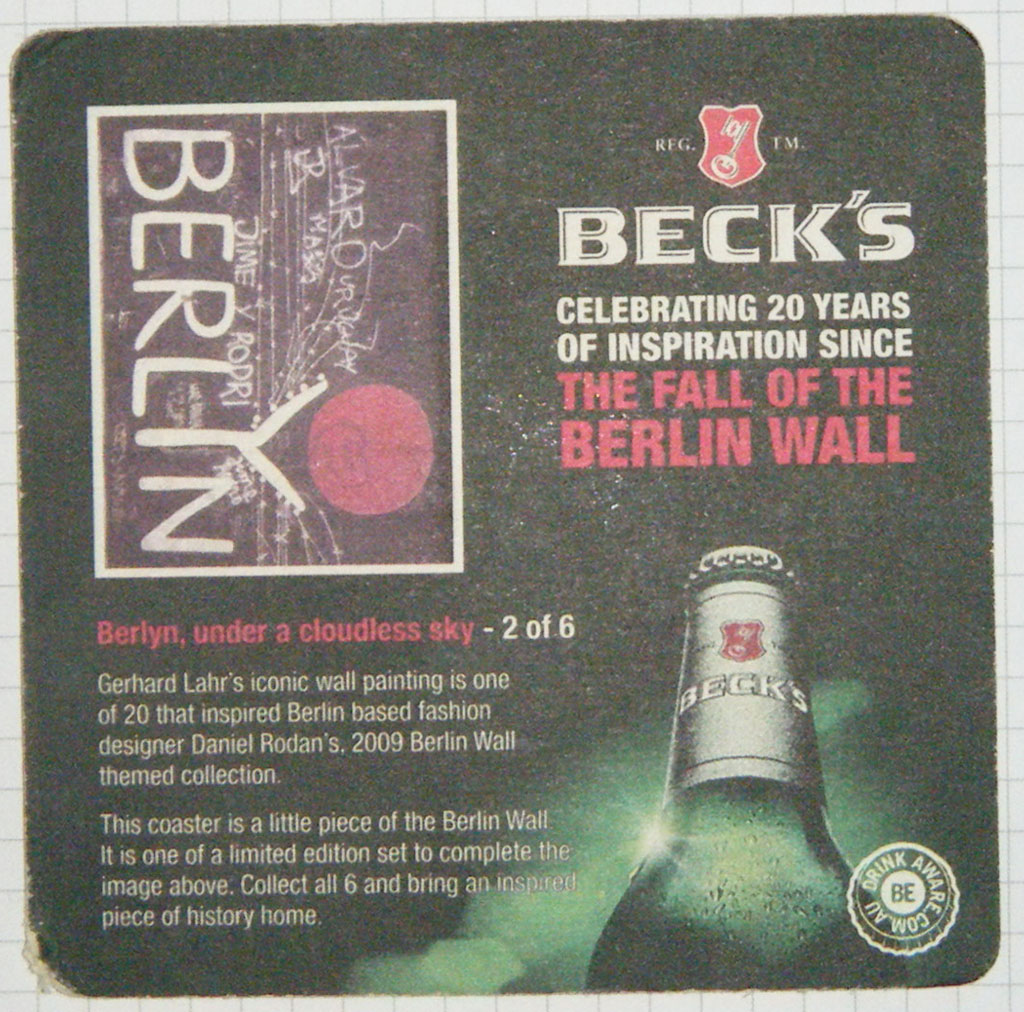 BERLIN
JINE Y RODRI
ALVARO
REG. TM.
BECK'S
CELEBRATING 20 YEARS
OF INSPIRATION SINCE
THE FALL OF THE
BERLIN WALL
Berlyn, under a cloudless sky - 2 of 6
Gerhard Lahr's iconic wall painting is one
of 20 that inspired Berlin based fashion
designer Daniel Rodan's, 2009 Berlin Wall
themed collection.
This coaster is a little piece of the Berlin Wall
It is one of a limited edition set to complete the
image above. Collect all 6 and bring an inspired
piece of history home.
BECK'S
BE
DRINK AWARE.COM.AU